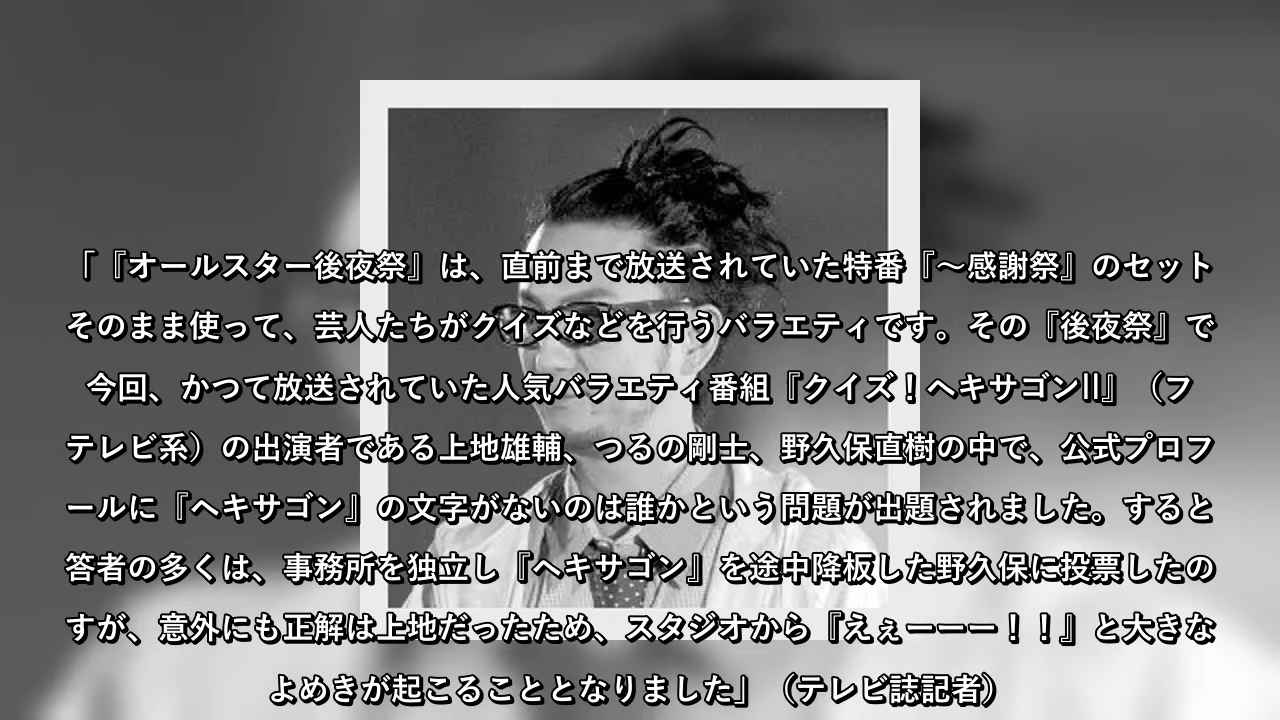 「『オールスター後夜祭』は、直前まで放送されていた特番『～感謝祭』のセット
そのまま使って、芸人たちがクイズなどを行うバラエティです。その『後夜祭』で
今回、かつて放送されていた人気バラエティ番組『クイズ！ヘキサゴンII』（フ
テレビ系）の出演者である上地雄輔、つるの剛士、野久保直樹の中で、公式プロフ
ールに『ヘキサゴン』の文字がないのは誰かという問題が出題されました。すると
答者の多くは、事務所を独立し『ヘキサゴン』を途中降板した野久保に投票したの
すが、意外にも正解は上地だったため、スタジオから『えぇーーー！！』と大きな
よめきが起こることとなりました」（テレビ誌記者）